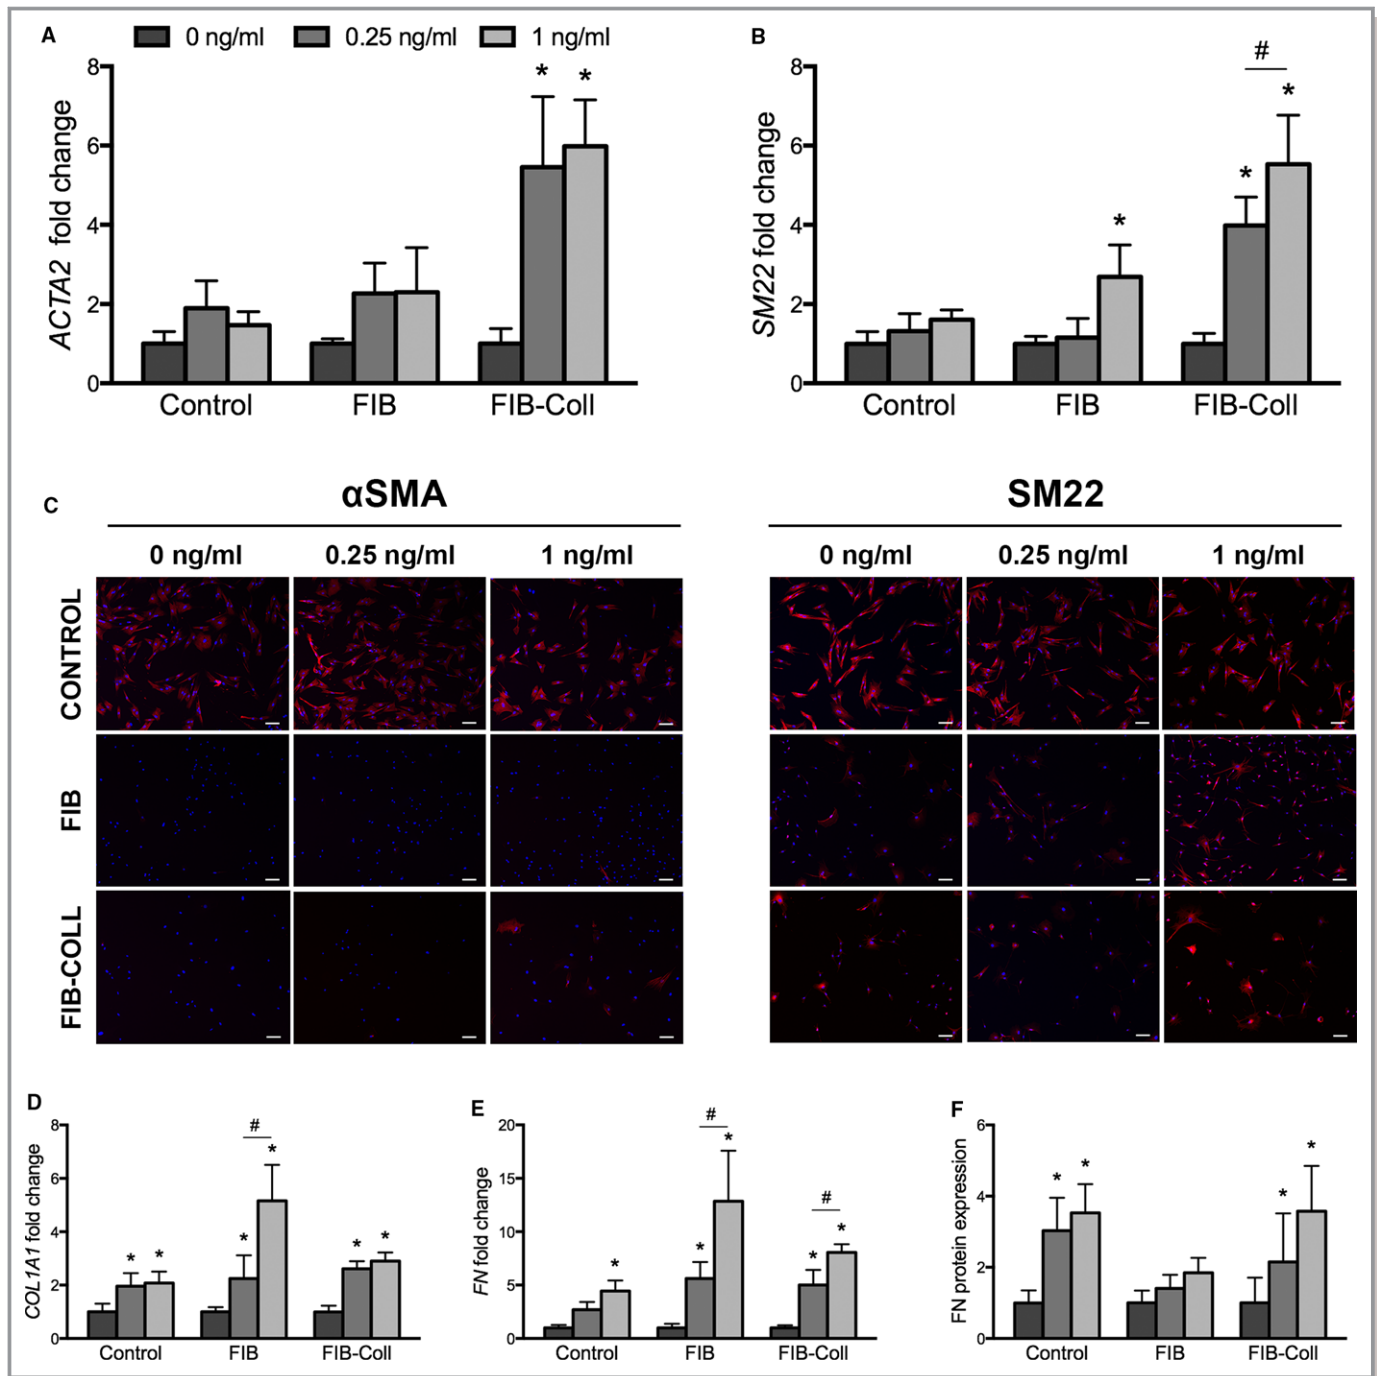 A 0 ng/ml 0.25 ng/ml 1 ng/ml
ACTA2 fold change
8
6
4
2
0
* *
Control FIB FIB-Coll
B
SM22 fold change
8
6
4
2
0
#
* * *
Control FIB FIB-Coll
C
αSMA
0 ng/ml 0.25 ng/ml 1 ng/ml
SM22
0 ng/ml 0.25 ng/ml 1 ng/ml
CONTROL
FIB
FIB-COLL
D
COL1A1 fold change
8
6
4
2
0
#
* * * * * *
Control FIB FIB-Coll
E
FN fold change
20
15
10
5
0
# #
* * * * *
Control FIB FIB-Coll
F
FN protein expression
6
4
2
0
* * * *
Control FIB FIB-Coll